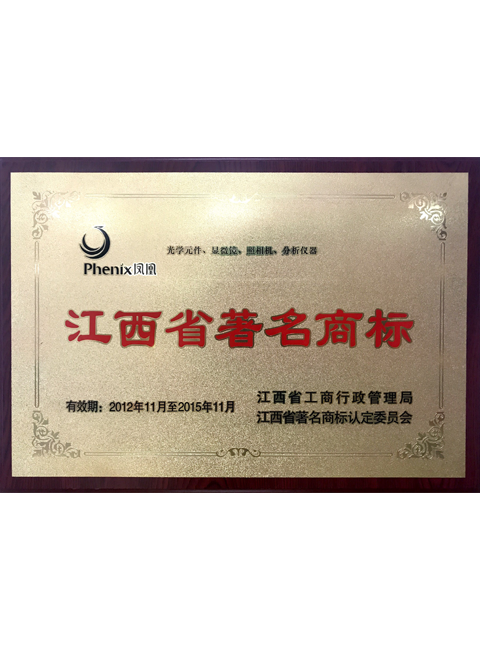 光学元件、显微镜、照相机、分析仪器
Phenix凤凰
江西省著名商标
有效期：2012年11月至2015年11月
江西省工商行政管理局
江西省著名商标认定委员会